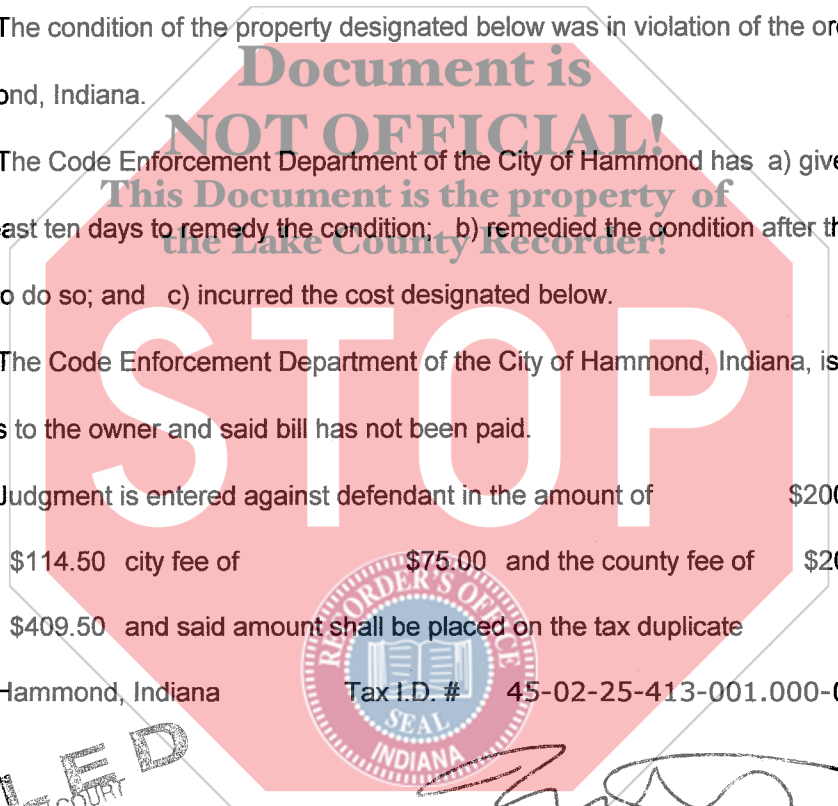 The condition of the property designated below was in violation of the or
Document is
ond, Indiana.
NOT OFFICIAL!
The Code Enforcement Department of the City of Hammond has a) give
This Document is the property of
east ten days to remedy the condition; b) remedied the condition after th
the Lake County Recorder!
o do so; and c) incurred the cost designated below.
STOP
The Code Enforcement Department of the City of Hammond, Indiana, is
s to the owner and said bill has not been paid.
Judgment is entered against defendant in the amount of $200
$114.50 city fee of $75.00 and the county fee of $20
$409.50 and said amount shall be placed on the tax duplicate
RECORDER'S OFFICE
Hammond, Indiana Tax I.D. # 45-02-25-413-001.000-0
SEAL
INDIANA
LED
COURT